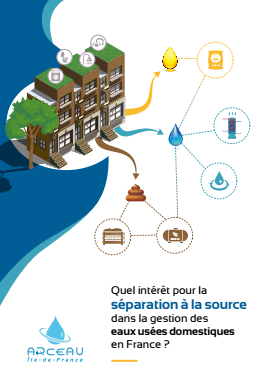 Quel intérêt pour la
séparation à la source
dans la gestion des
eaux usées domestiques
en France ?
ARCEAU
Île-de-France